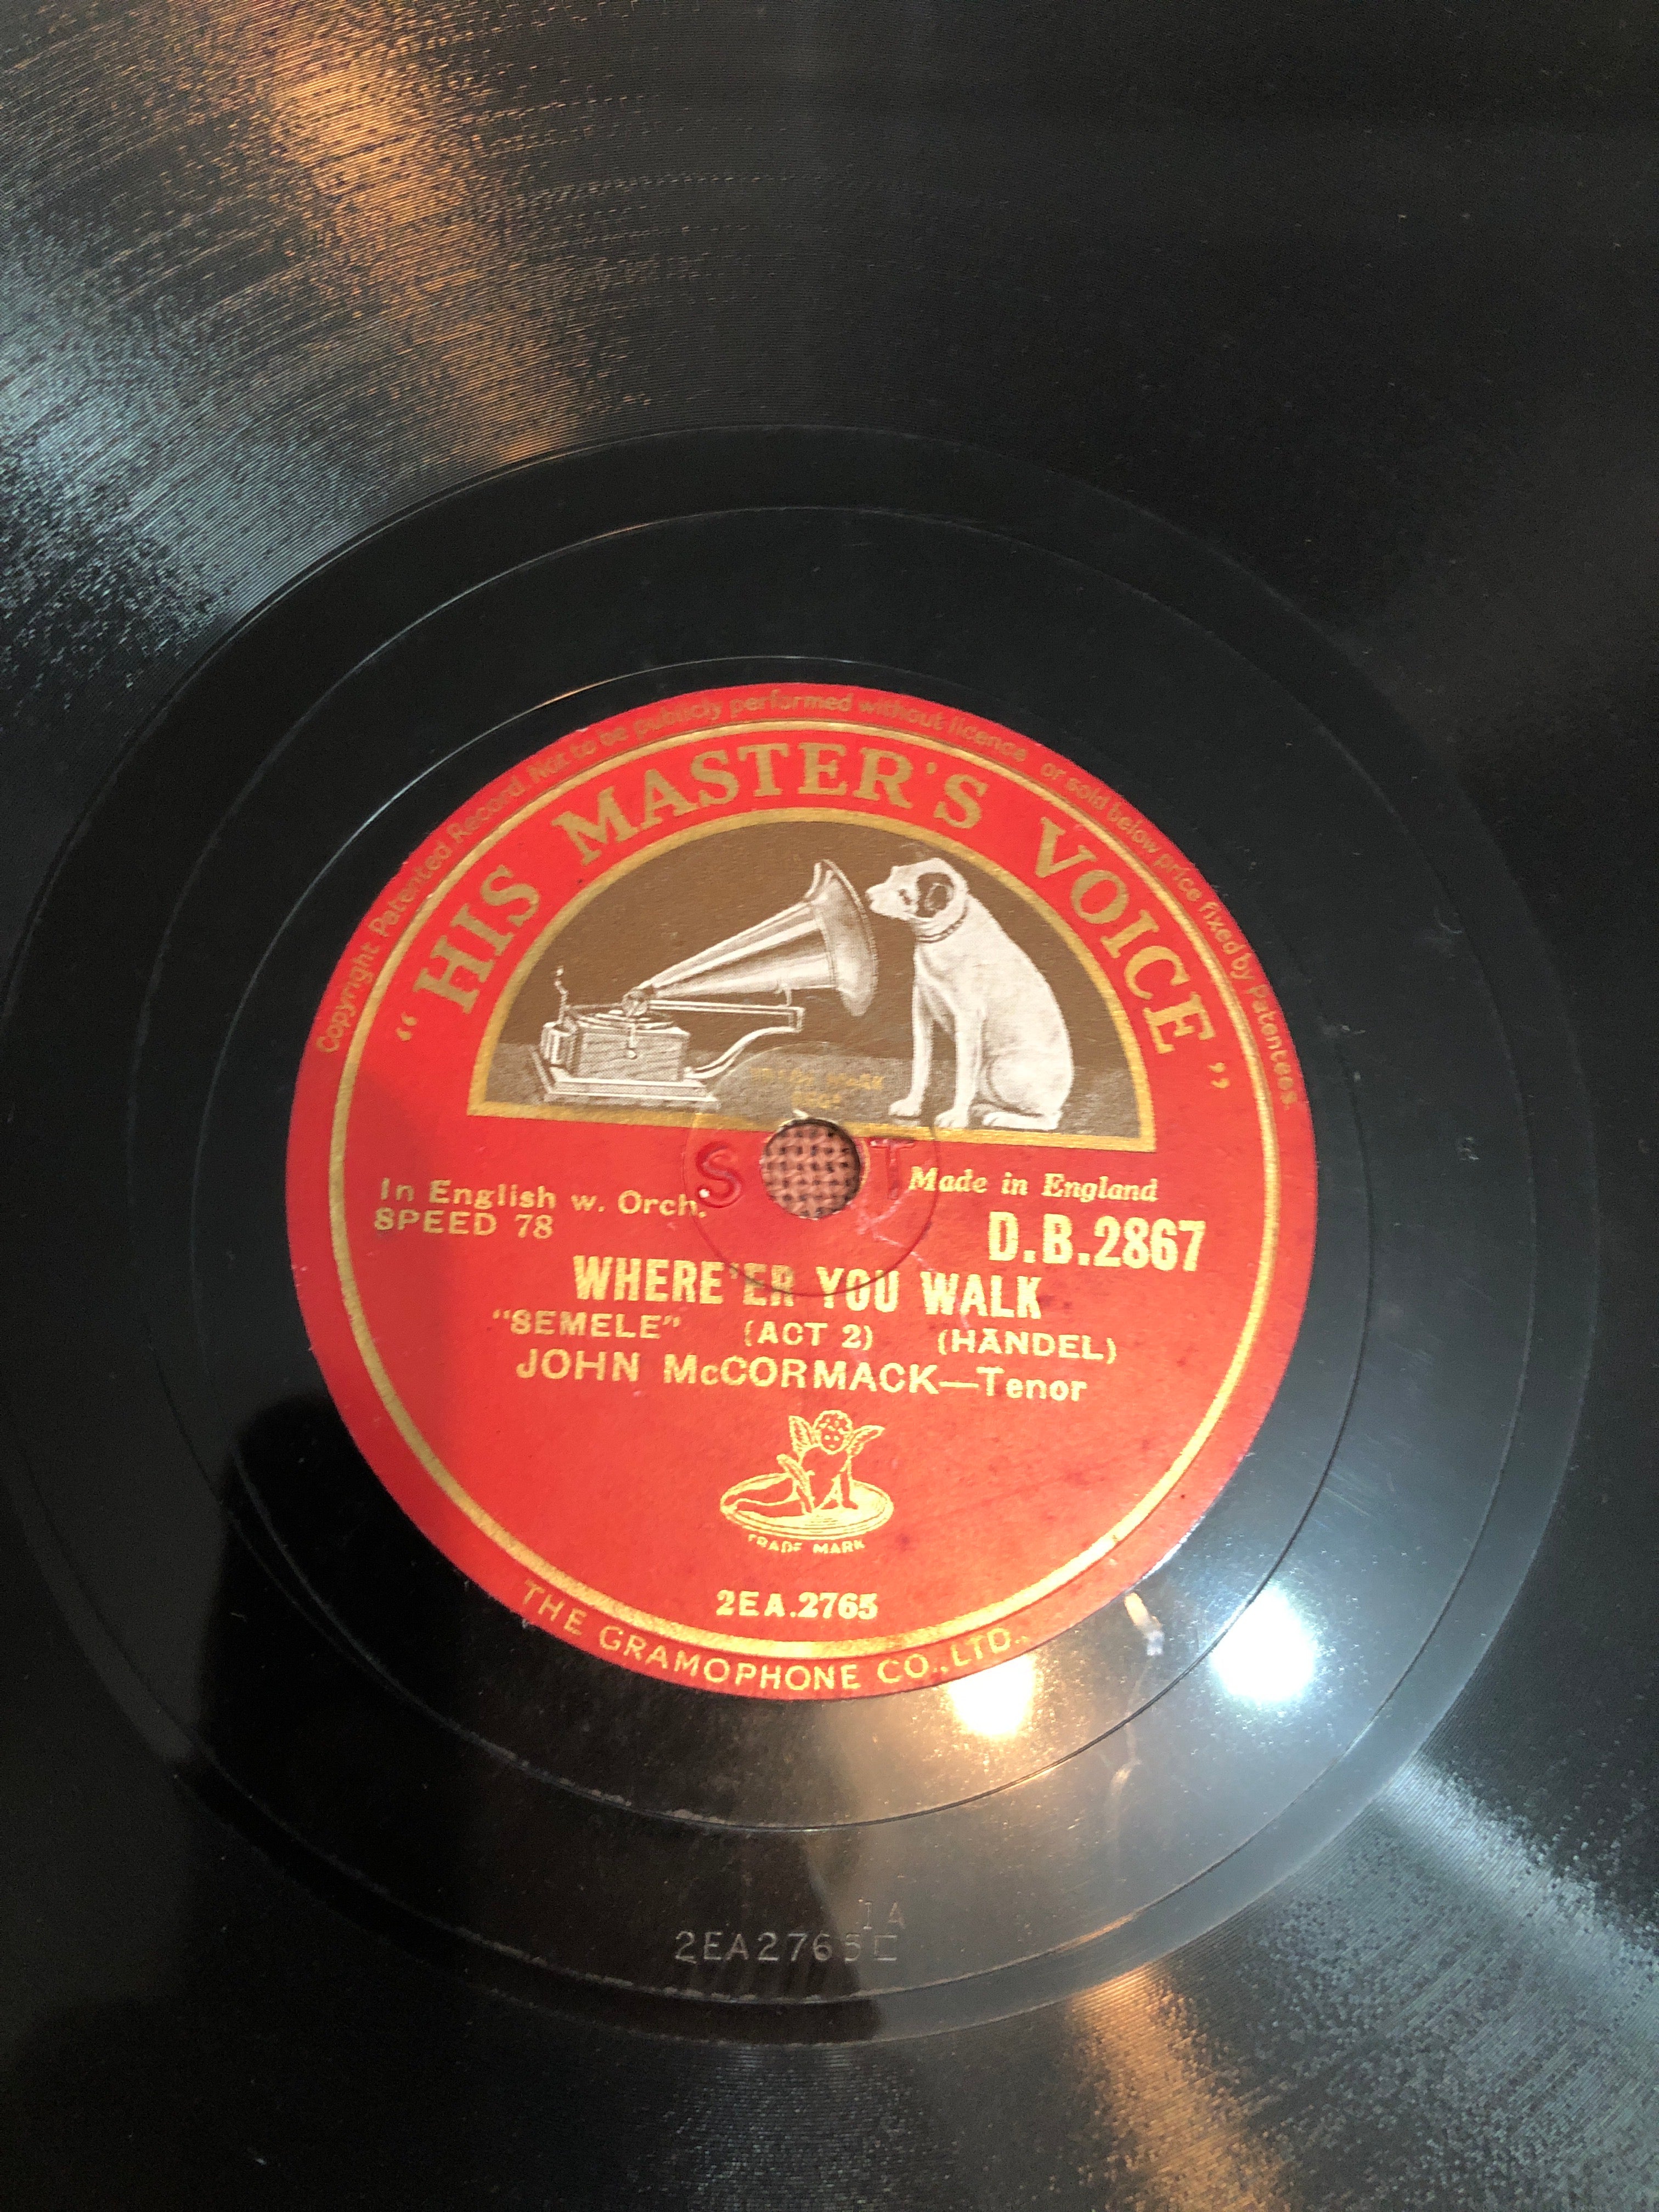 Copyright Patented Record. Not to be publicly performed without licence or sold below price fixed by Patentees.
“HIS MASTER'S VOICE”
S T
In English w. Orch.
Made in England
SPEED 78
D.B.2867
WHERE'ER YOU WALK
"SEMELE" (ACT 2) (HANDEL)
JOHN McCORMACK—Tenor
TRADE MARK
2EA.2765
THE GRAMOPHONE CO., LTD.
1A
2EA2765□